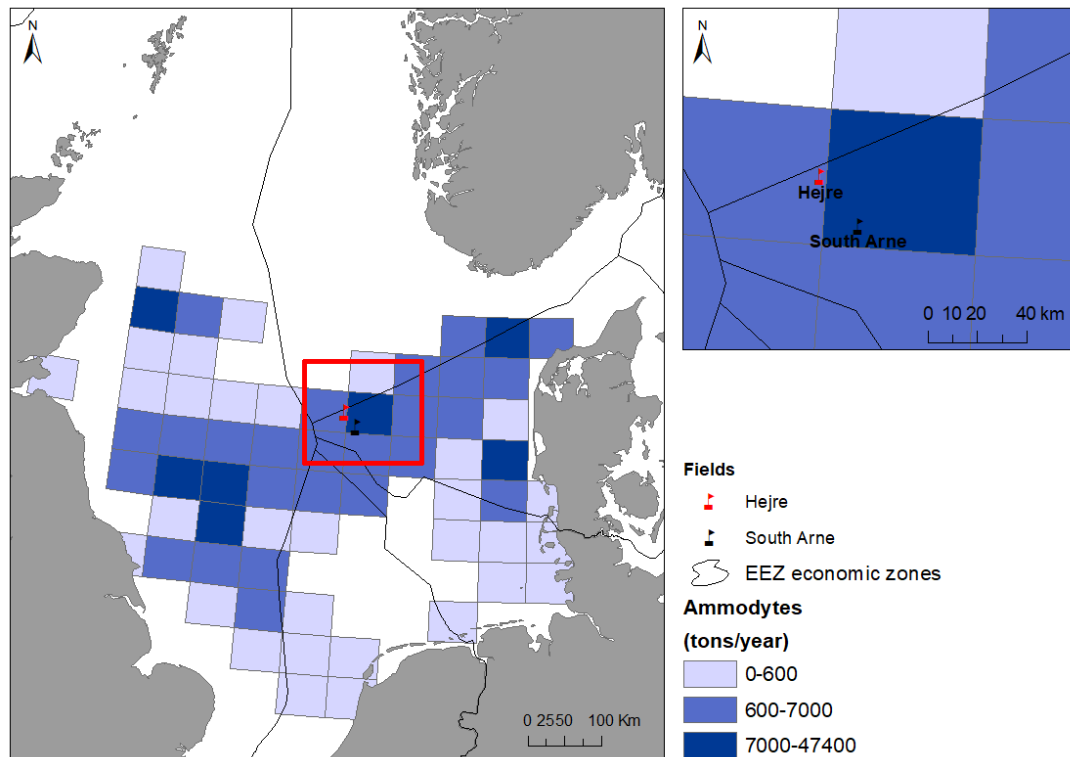 N
0 2550 100 Km
N
Hejre
South Arne
0 10 20 40 km
Fields
Hejre
South Arne
EEZ economic zones
Ammodytes
(tons/year)
0-600
600-7000
7000-47400